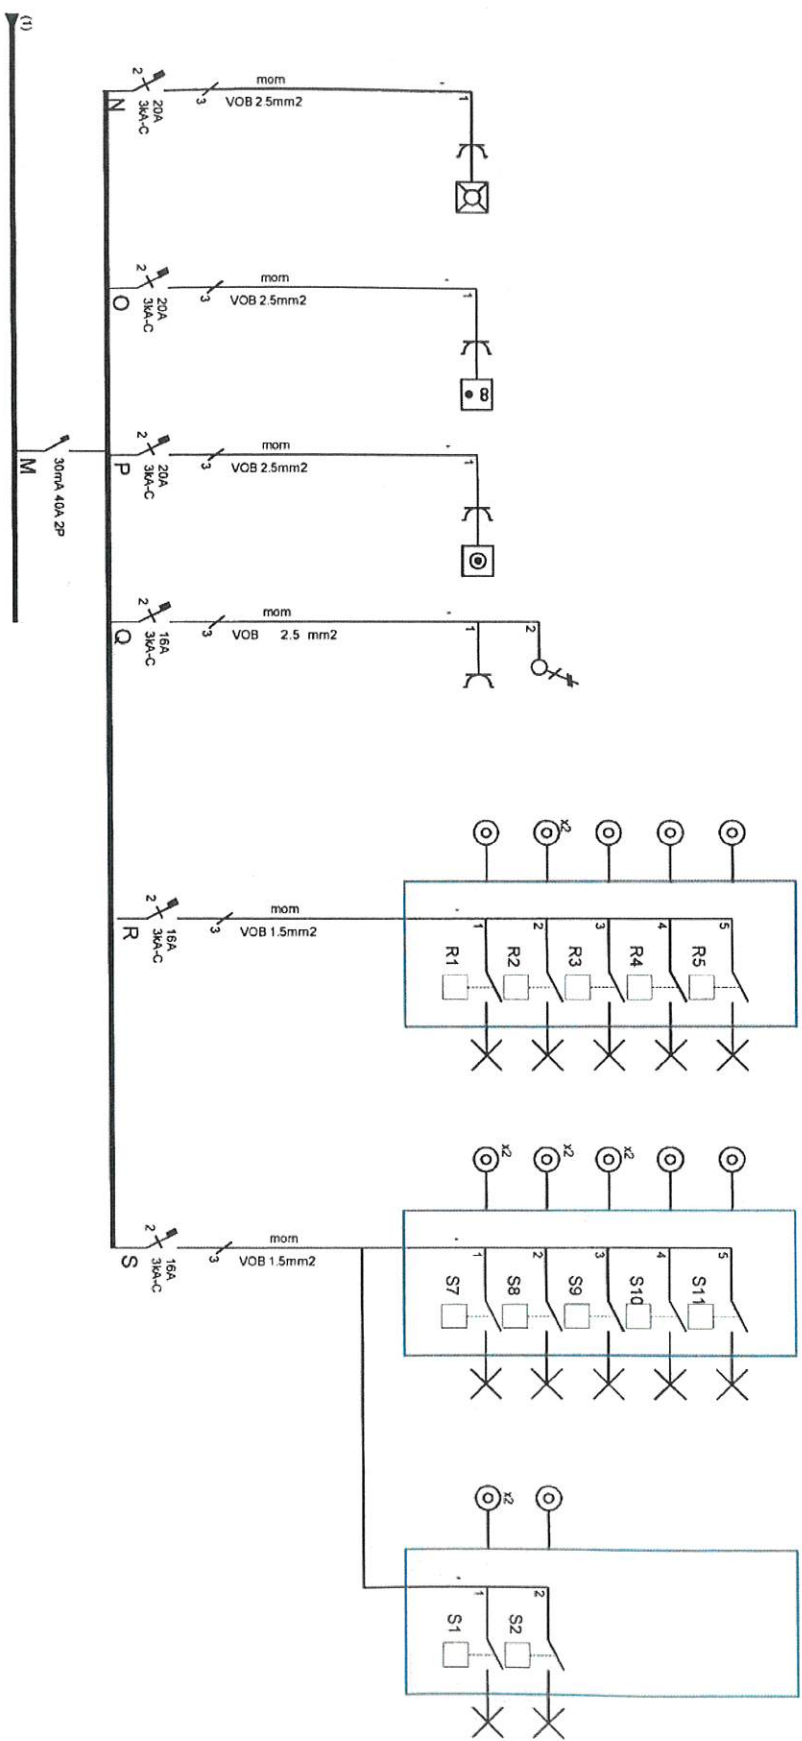 (1)
M
30mA 40A 2P
N
2
20A
3kA-C
3
mom
VOB 2.5mm2
1
O
2
20A
3kA-C
3
mom
VOB 2.5mm2
1
P
2
20A
3kA-C
3
mom
VOB 2.5mm2
1
Q
2
16A
3kA-C
3
mom
VOB 2.5 mm2
1
2
R
2
16A
3kA-C
3
mom
VOB 1.5mm2
x2
1
2
3
4
5
R1
R2
R3
R4
R5
S
2
16A
3kA-C
3
mom
VOB 1.5mm2
x2
x2
x2
1
2
3
4
5
S7
S8
S9
S10
S11
x2
1
2
S1
S2